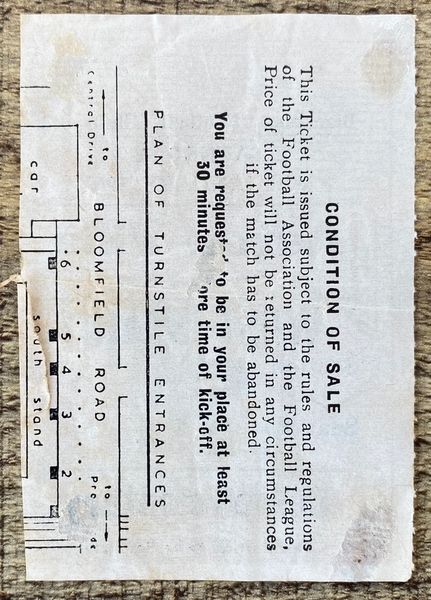 CONDITION OF SALE
This Ticket is issued subject to the rules and regulations
of the Football Association and the Football League,
Price of ticket will not be returned in any circumstances
if the match has to be abandoned.
You are to be in your place at least
30 minutes time of kick-off.
PLAN OF TURNSTILE ENTRANCES
to
Central Drive
BLOOMFIELD ROAD
to
6 5 4 3 2
car
south stand